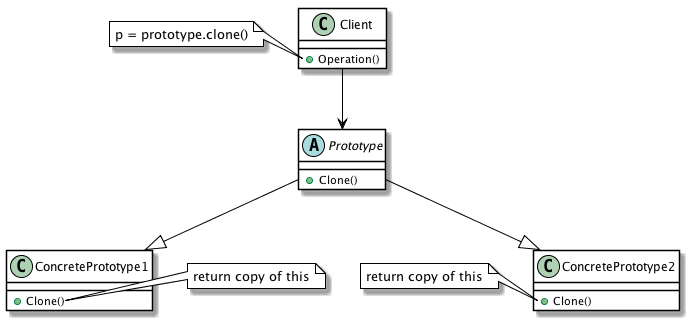 C Client
p = prototype.clone()
Operation()
A Prototype
Clone()
C ConcretePrototype1
C ConcretePrototype2
return copy of this
return copy of this
Clone()
Clone()